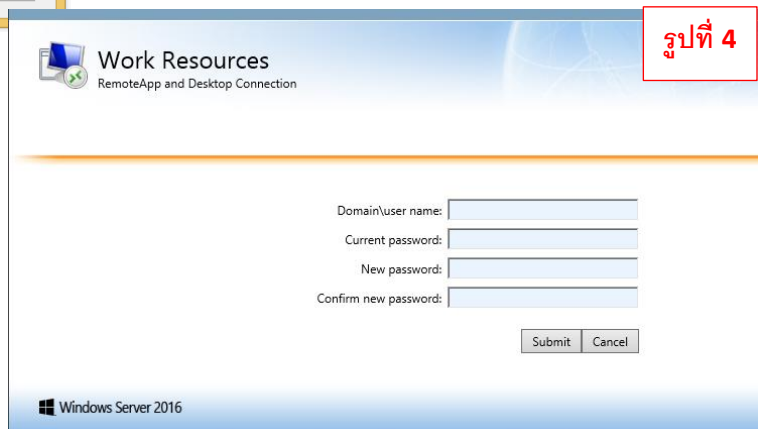 รูปที่ 4
Work Resources
RemoteApp and Desktop Connection
Domain\user name:
Current password:
New password:
Confirm new password:
Submit Cancel
Windows Server 2016